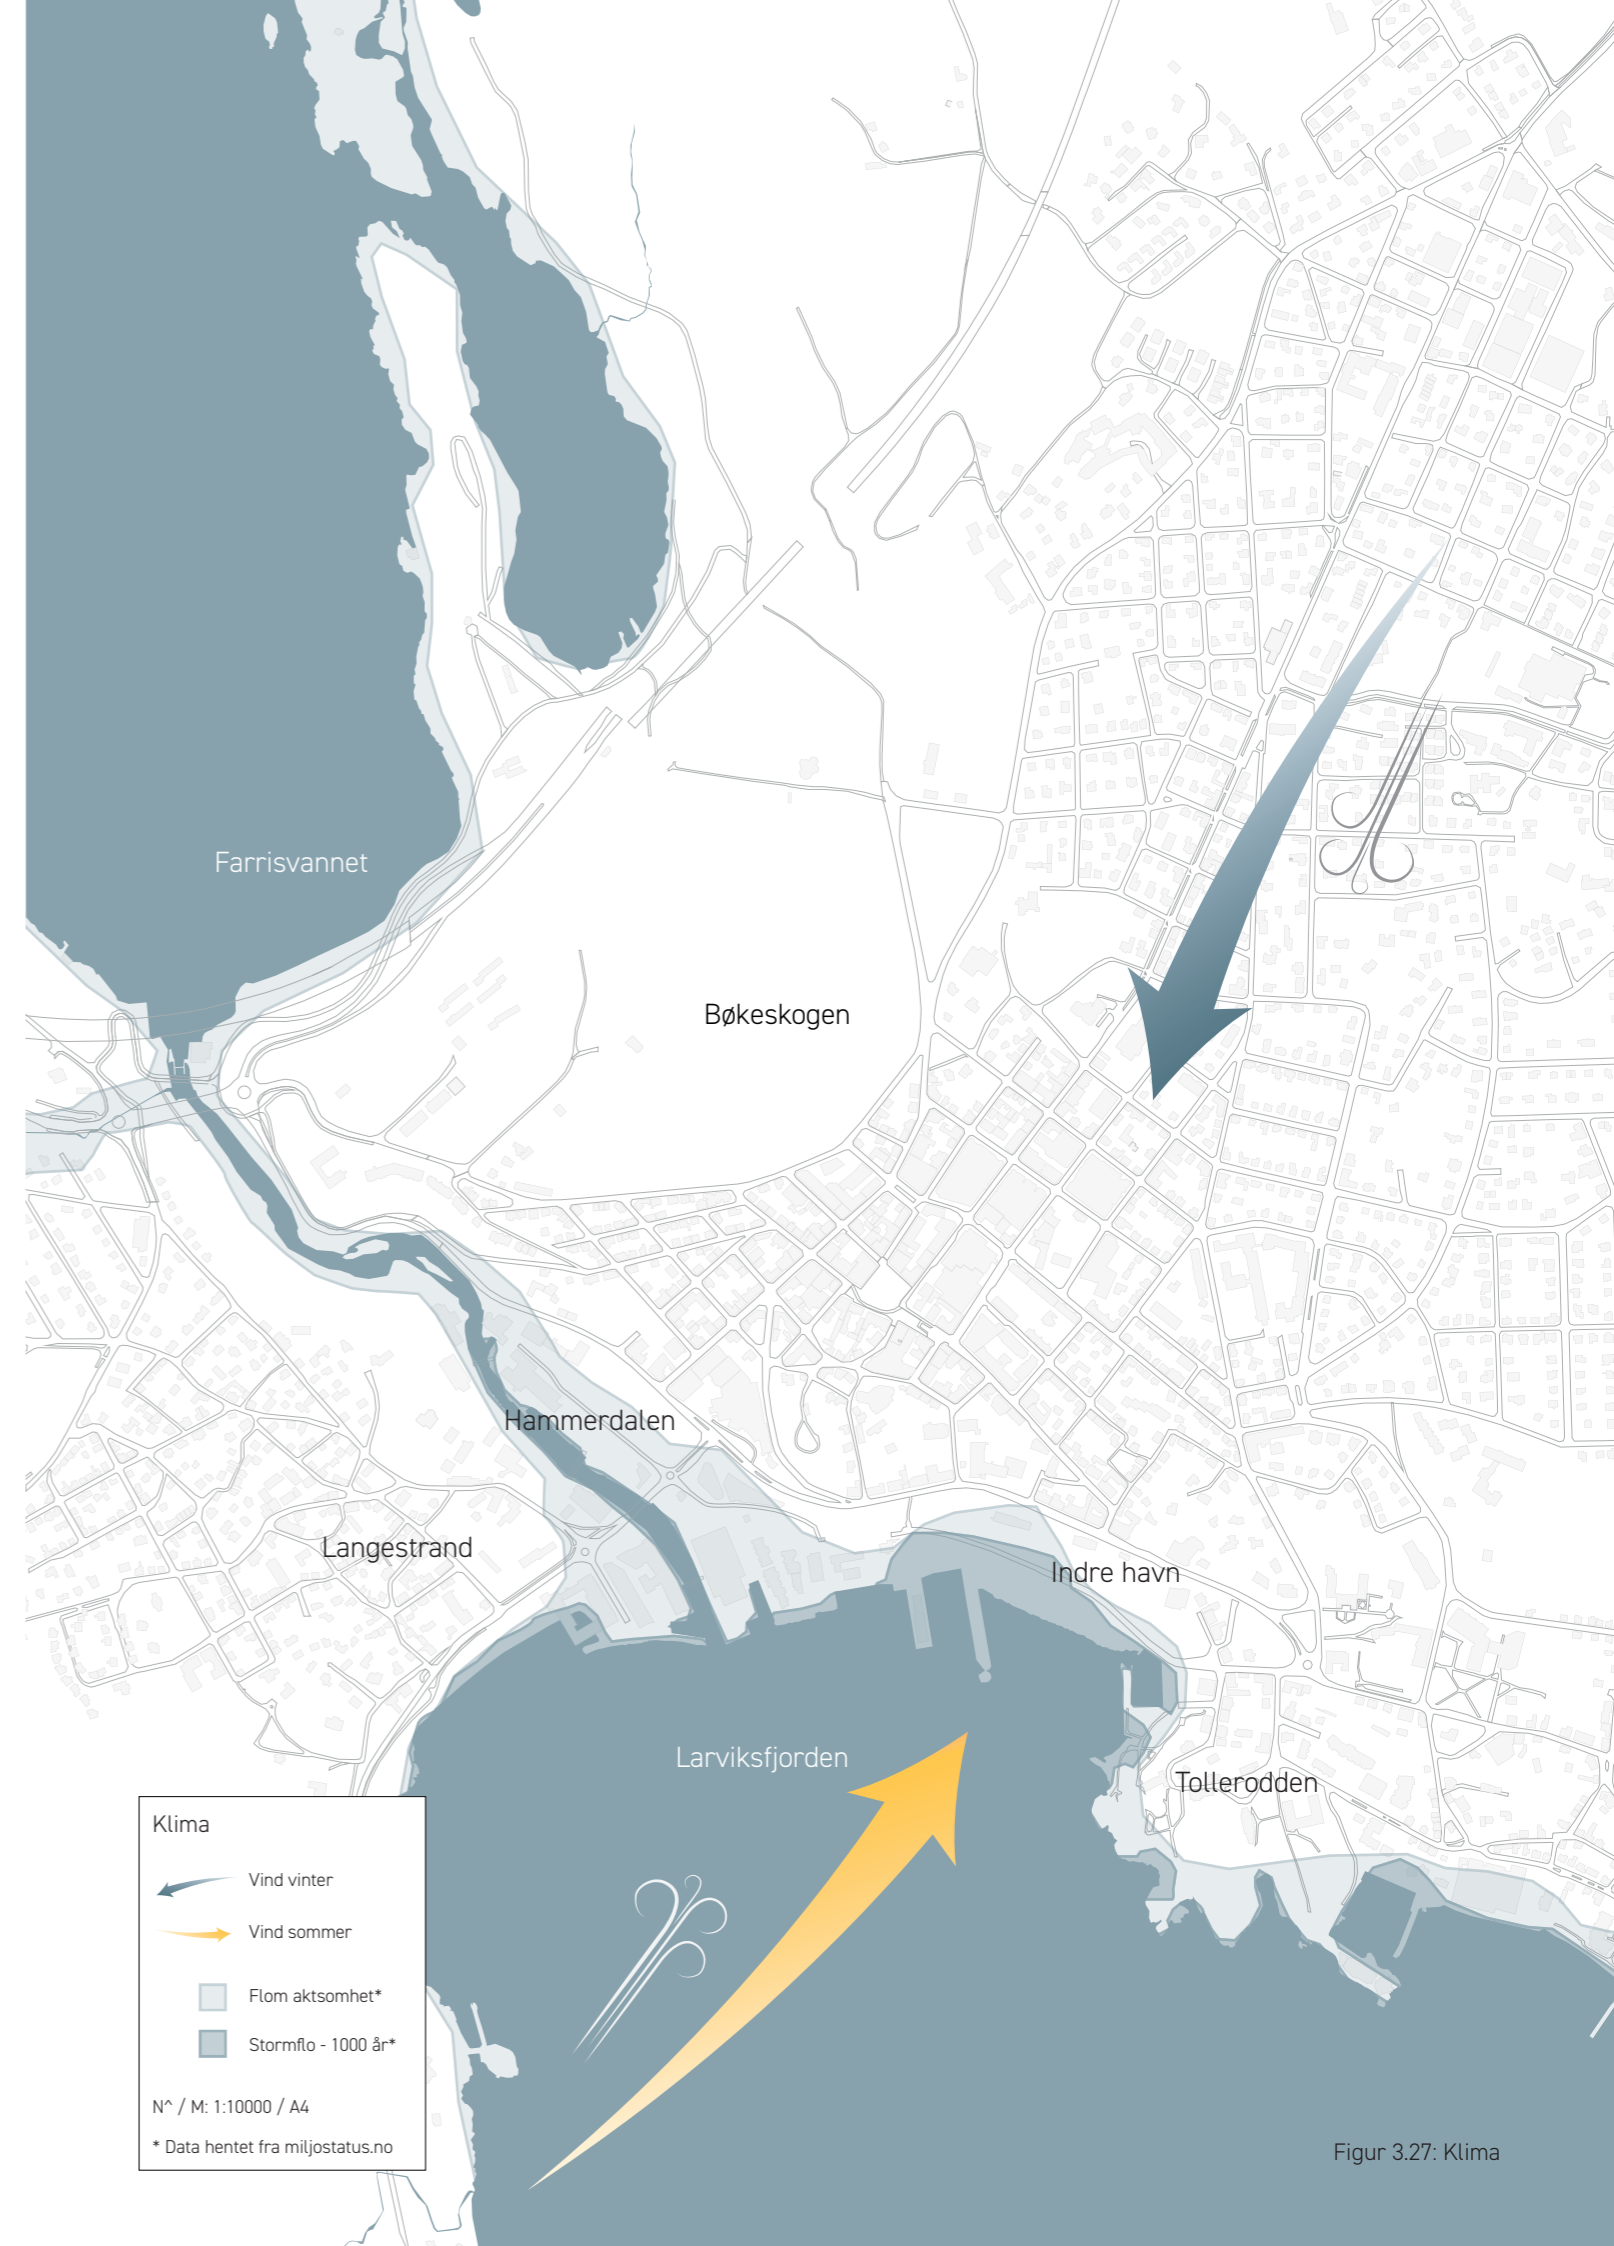 Farrisvannet
Bøkeskogen
Hammerdalen
Langestrand
Indre havn
Larviksfjorden
Tollerodden
Klima
Vind vinter
Vind sommer
Flom aktsomhet*
Stormflo - 1000 år*
N^ / M: 1:10000 / A4
* Data hentet fra miljostatus.no
Figur 3.27: Klima